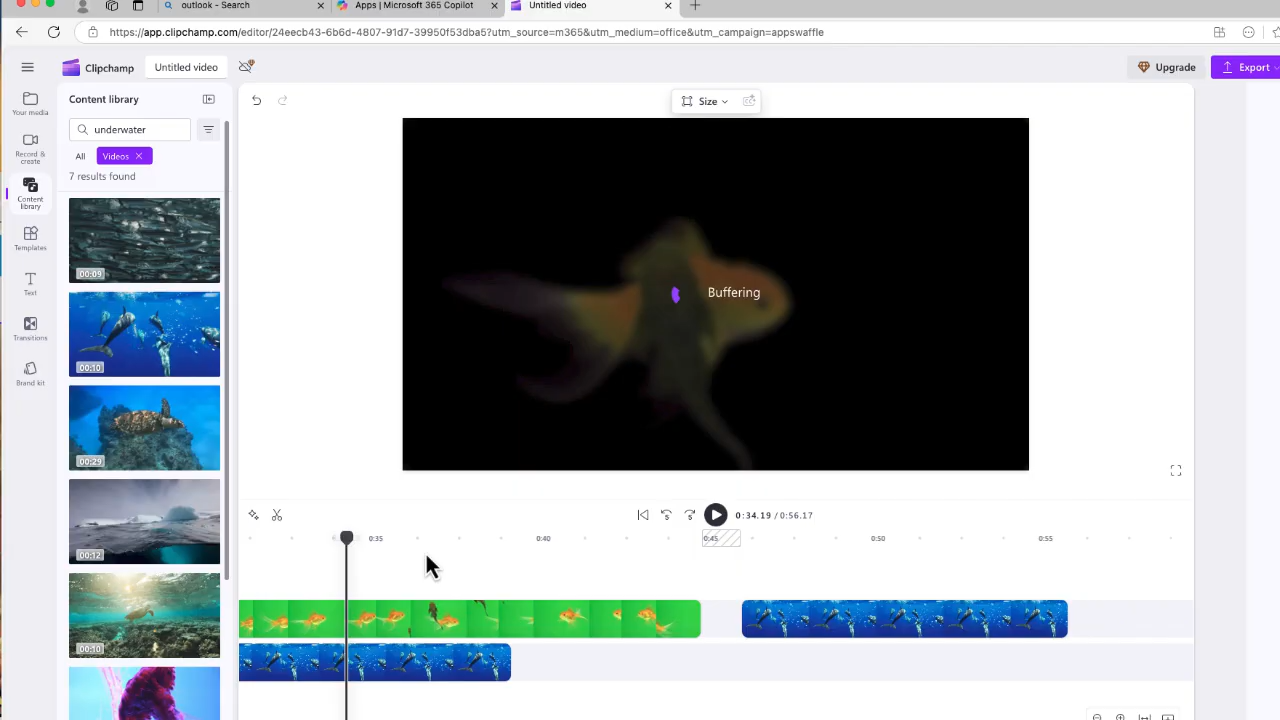 outlook - Search
Apps | Microsoft 365 Copilot
Untitled video
https://app.clipchamp.com/editor/24eecb43-6b6d-4807-91d7-39950f53dba5?utm_source=m365&utm_medium=office&utm_campaign=appswaffle
Clipchamp
Untitled video
Upgrade
Export
Your media
Record & create
Content library
Templates
Text
Transitions
Brand kit
Content library
underwater
All
Videos
7 results found
00:09
00:10
00:29
00:12
00:10
Size
Buffering
0:34.19 / 0:56.17
0:35
0:40
0:45
0:50
0:55